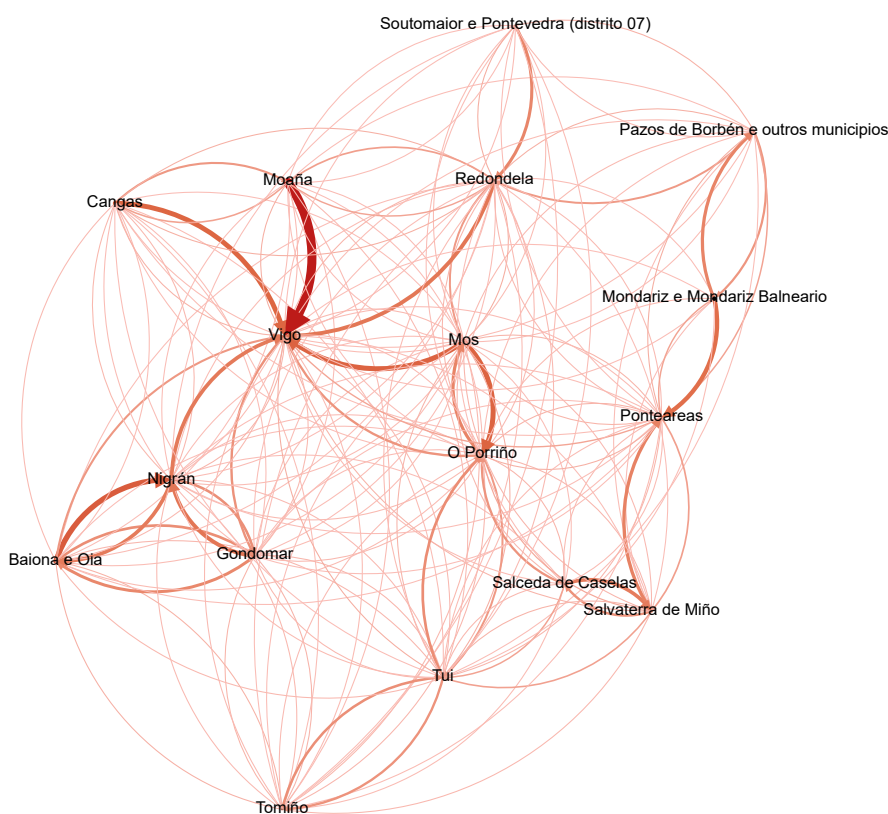 Soutomaior e Pontevedra (distrito 07)
Pazos de Borbén e outros municipios
Moaña
Redondela
Cangas
Mondariz e Mondariz Balneario
Vigo
Mos
Ponteareas
O Porriño
Nigrán
Gondomar
Baiona e Oia
Salceda de Caselas
Salvaterra de Miño
Tui
Tomiño